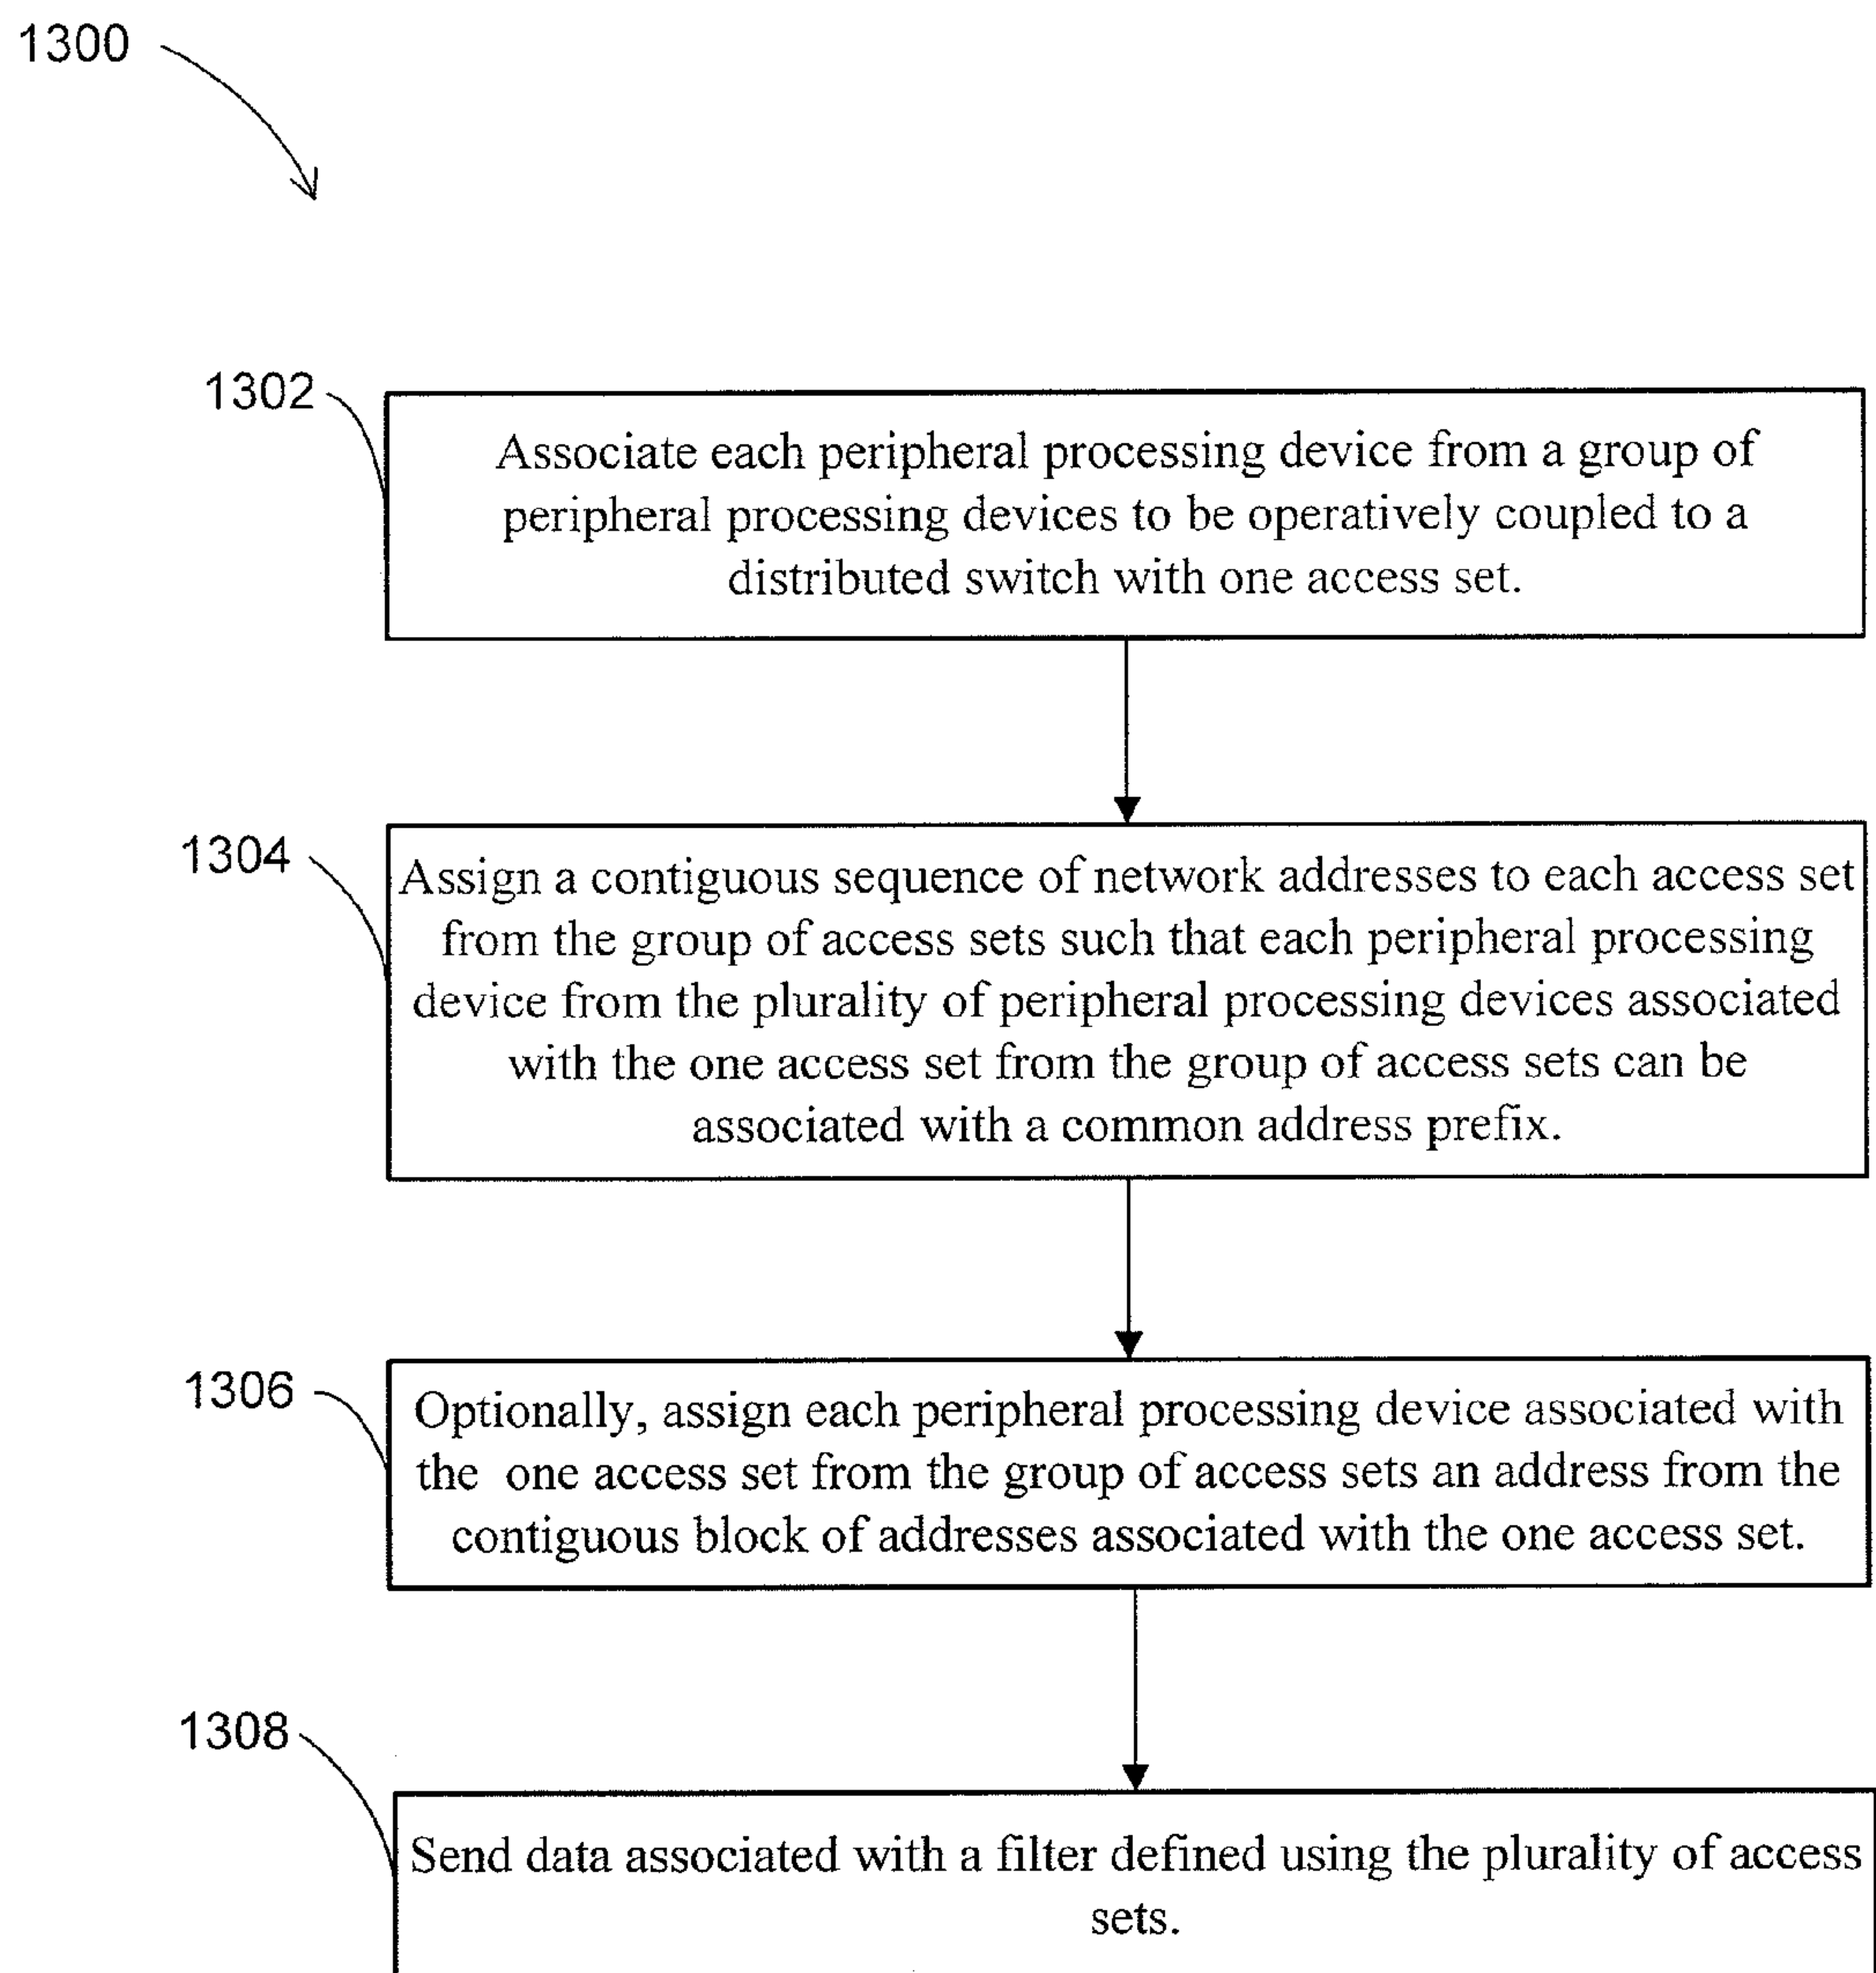 1300
1302
Associate each peripheral processing device from a group of
peripheral processing devices to be operatively coupled to a
distributed switch with one access set.
1304
Assign a contiguous sequence of network addresses to each access set
from the group of access sets such that each peripheral processing
device from the plurality of peripheral processing devices associated
with the one access set from the group of access sets can be
associated with a common address prefix.
1306
Optionally, assign each peripheral processing device associated with
the one access set from the group of access sets an address from the
contiguous block of addresses associated with the one access set.
1308
Send data associated with a filter defined using the plurality of access
sets.